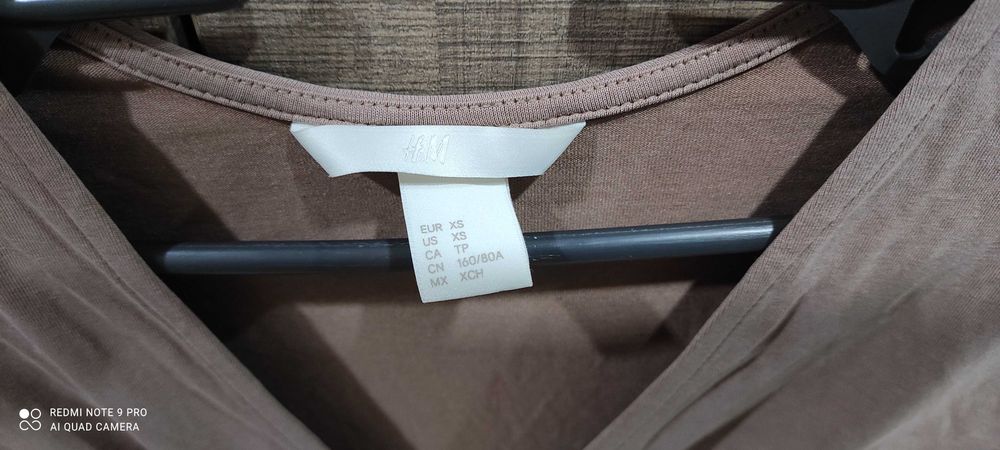 H&M
EUR XS
US XS
CA TP
CN 160/80A
MX XCH
REDMI NOTE 9 PRO
AI QUAD CAMERA